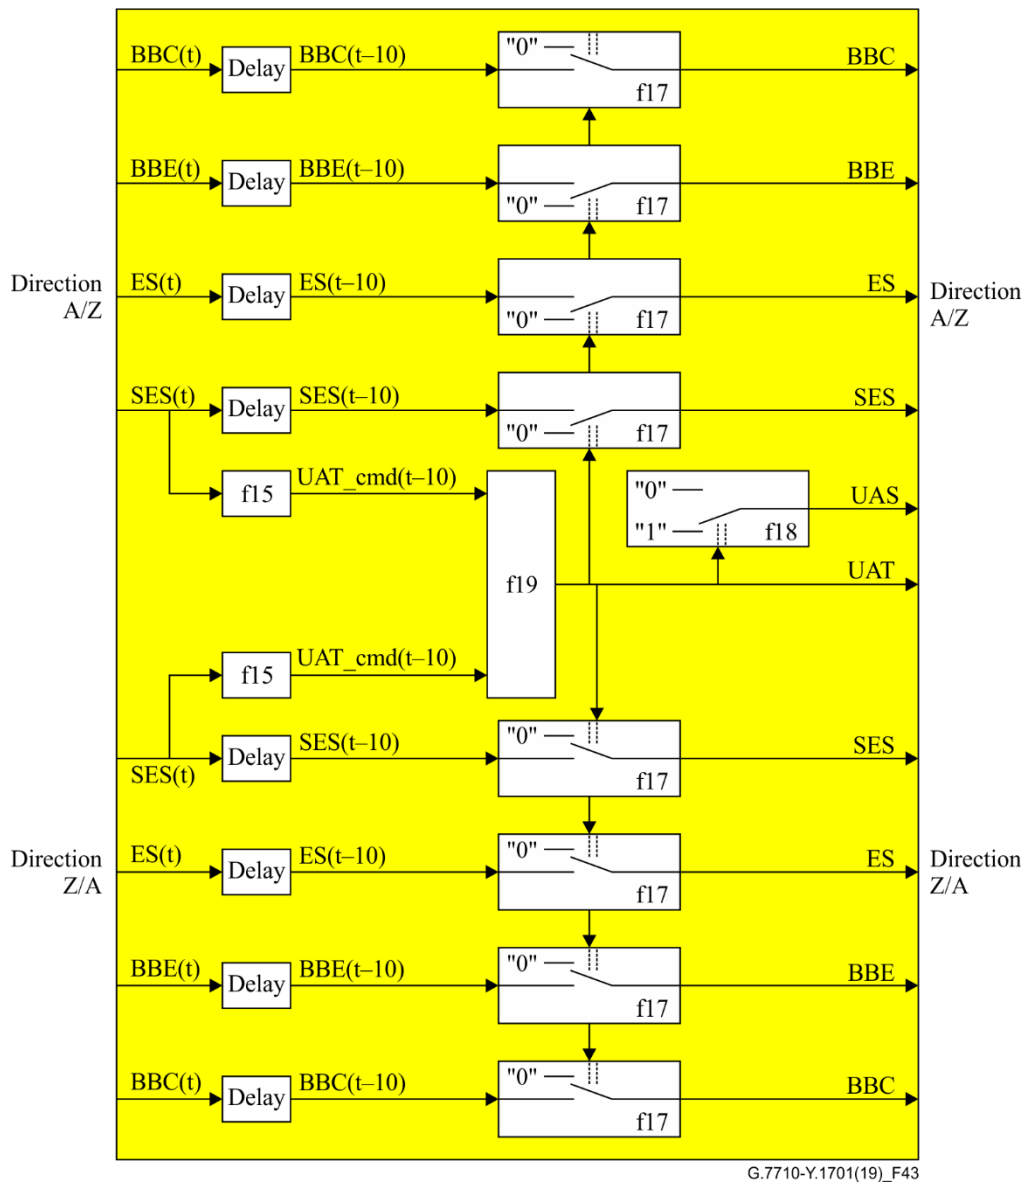 BBC(t) Delay BBC(t–10) "0" f17 BBC
BBE(t) Delay BBE(t–10) "0" f17 BBE
Direction
A/Z
ES(t) Delay ES(t–10) "0" f17 ES
Direction
A/Z
SES(t) Delay SES(t–10) "0" f17 SES
f15 UAT_cmd(t–10)
"0"
"1" f18 UAS
f19 UAT
f15 UAT_cmd(t–10)
SES(t) Delay SES(t–10) "0" f17 SES
Direction
Z/A
ES(t) Delay ES(t–10) "0" f17 ES
Direction
Z/A
BBE(t) Delay BBE(t–10) "0" f17 BBE
BBC(t) Delay BBC(t–10) "0" f17 BBC
G.7710-Y.1701(19)_F43